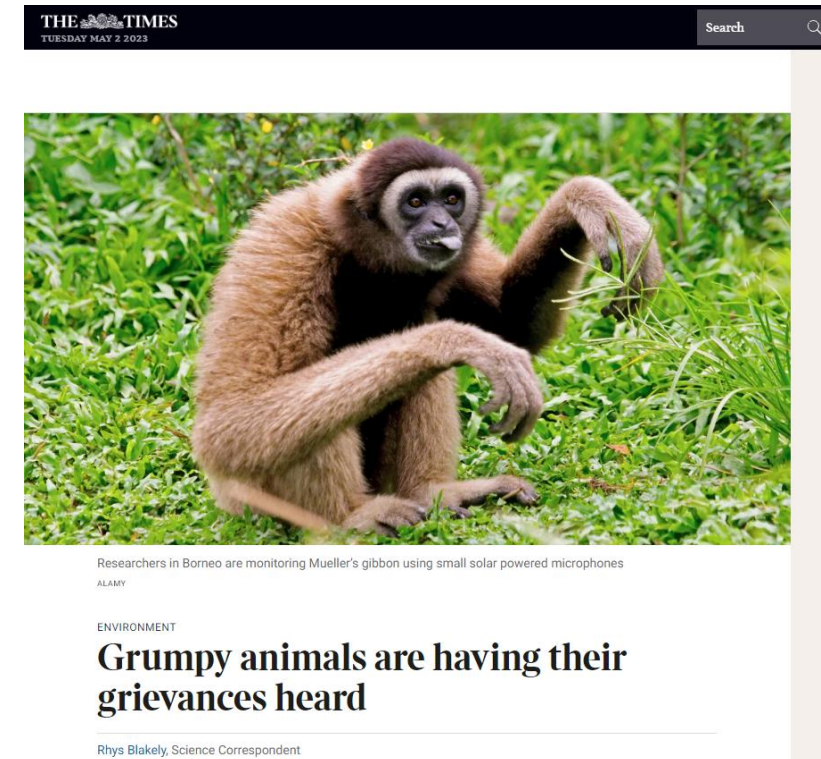 THE TIMES
TUESDAY MAY 2 2023
Search
Researchers in Borneo are monitoring Mueller's gibbon using small solar powered microphones
ALAMY
ENVIRONMENT
Grumpy animals are having their
grievances heard
Rhys Blakely, Science Correspondent